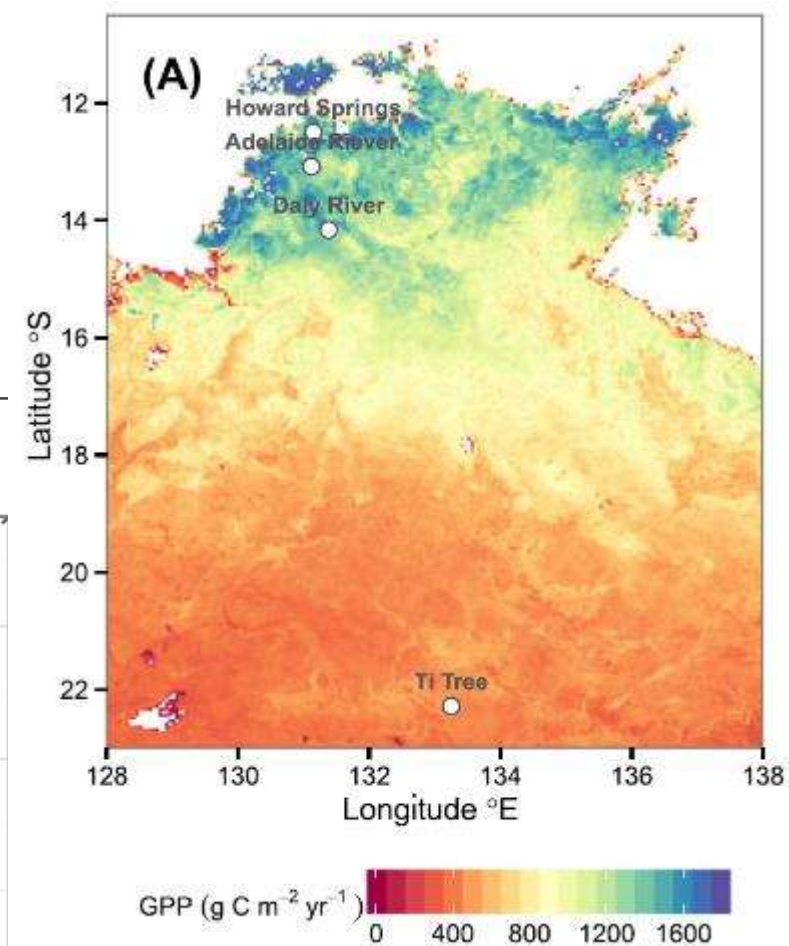 (A)
Howard Springs
Adelaide Riever
Daly River
Ti Tree
12
14
16
18
20
22
Latitude °S
128 130 132 134 136 138
Longitude °E
GPP (g C m⁻² yr⁻¹)
0 400 800 1200 1600